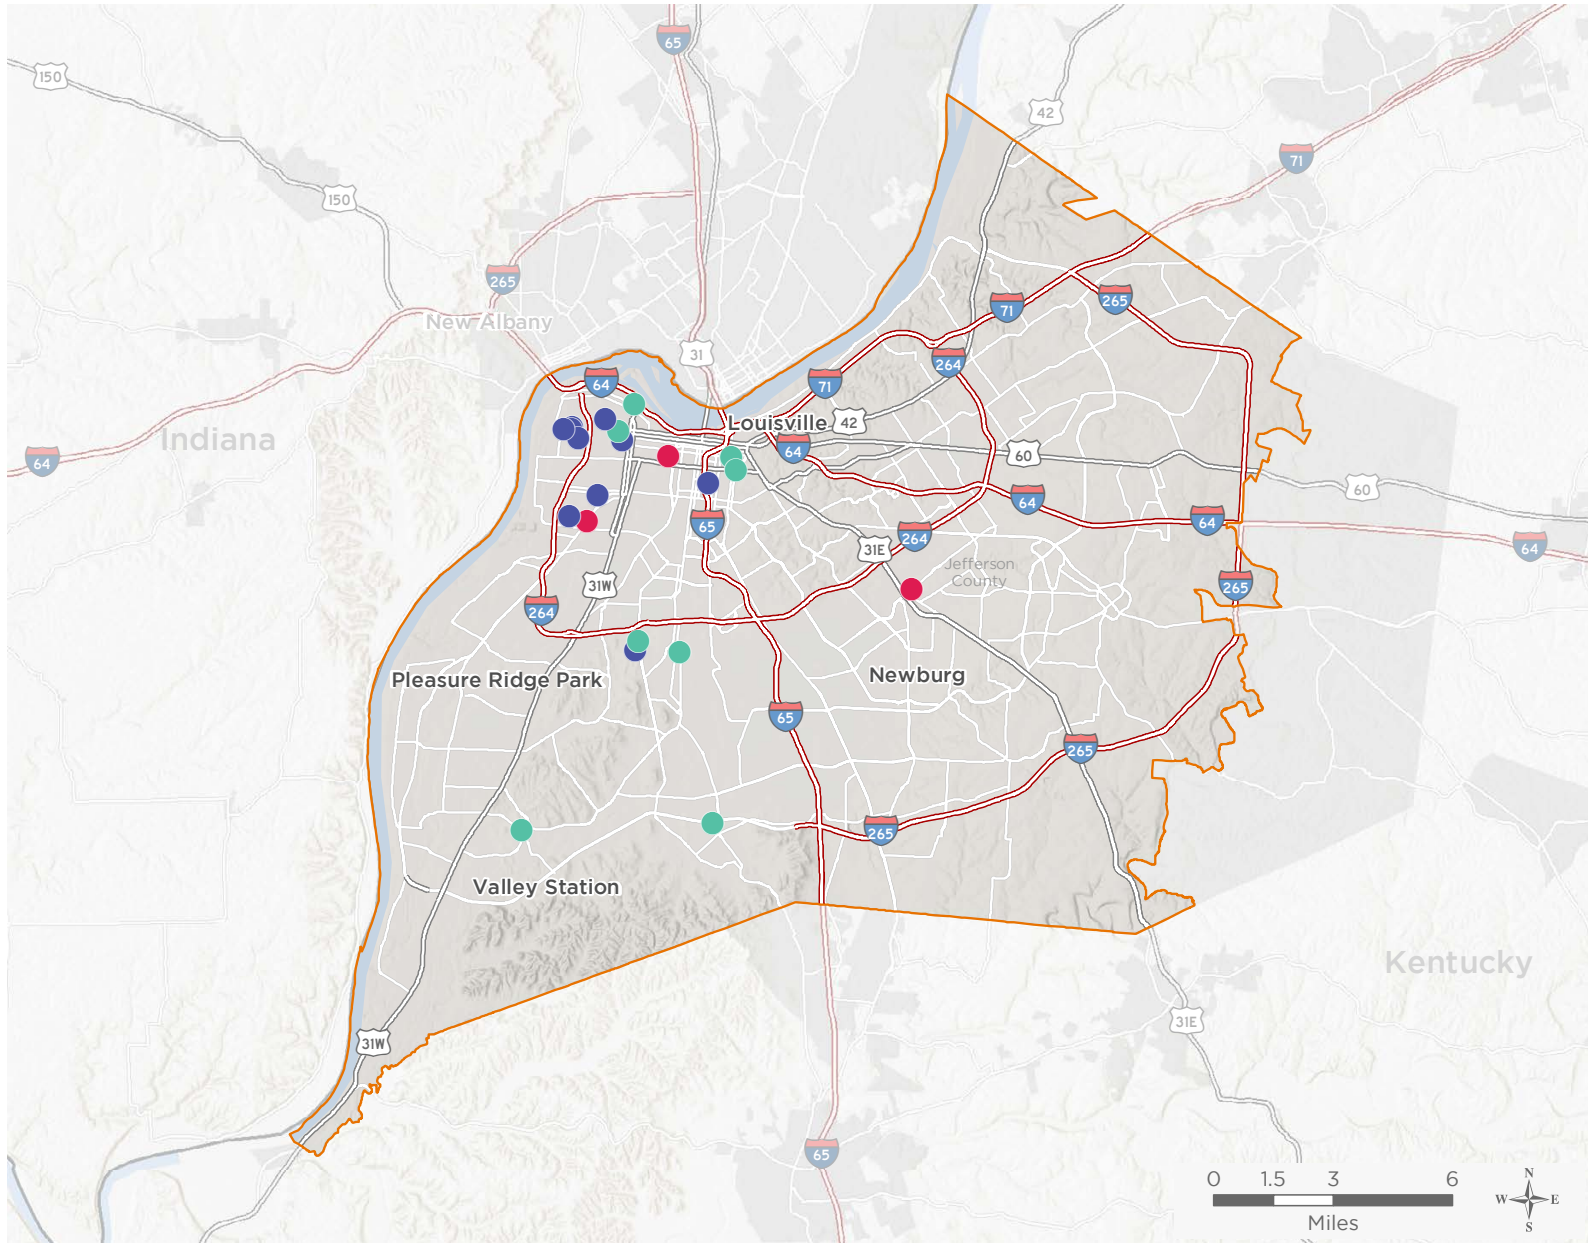 65
150
42
71
150
265
New Albany
71
265
31
264
64
71
Louisville
42
Indiana
64
64
60
60
64
65
64
264
31E
64
Jefferson
County
31W
265
264
Pleasure Ridge Park
Newburg
65
265
265
Valley Station
Kentucky
31E
31W
65
0 1.5 3 6
Miles
N
W E
S